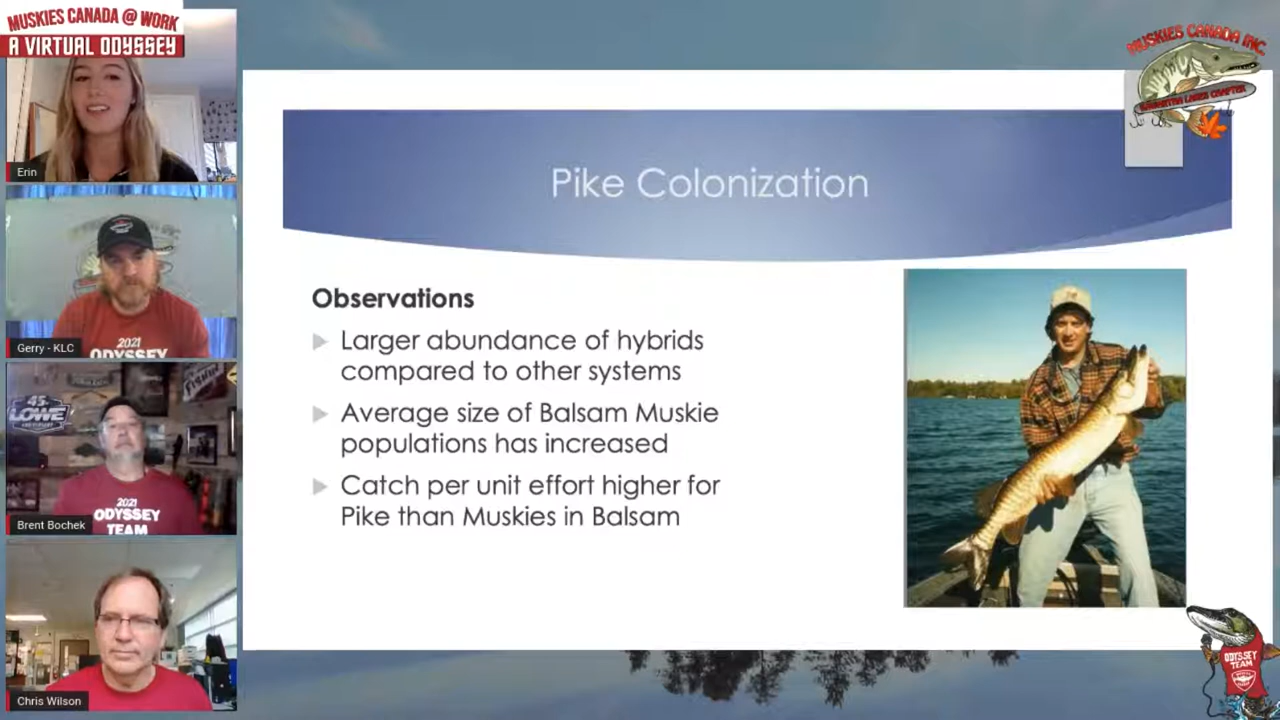 MUSKIES CANADA @ WORK
A VIRTUAL ODYSSEY
Erin
2021
ODYSSEY
Gerry - KLC
45
LOWE
2021
ODYSSEY
TEAM
Brent Bochek
Chris Wilson
MUSKIES CANADA INC.
KAWARTHA LAKES CHAPTER
Pike Colonization
Observations
Larger abundance of hybrids
compared to other systems
Average size of Balsam Muskie
populations has increased
Catch per unit effort higher for
Pike than Muskies in Balsam
ODYSSEY
TEAM